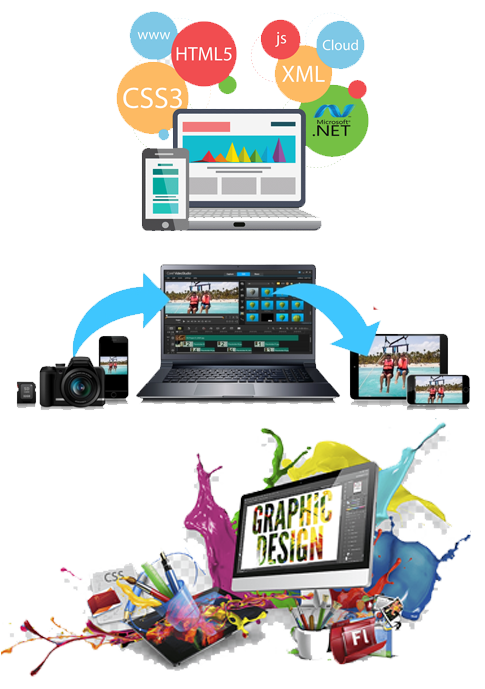 www
HTML5
CSS3
js
Cloud
XML
Microsoft®
.NET
GRAPHIC
DESIGN
CSS
Fl